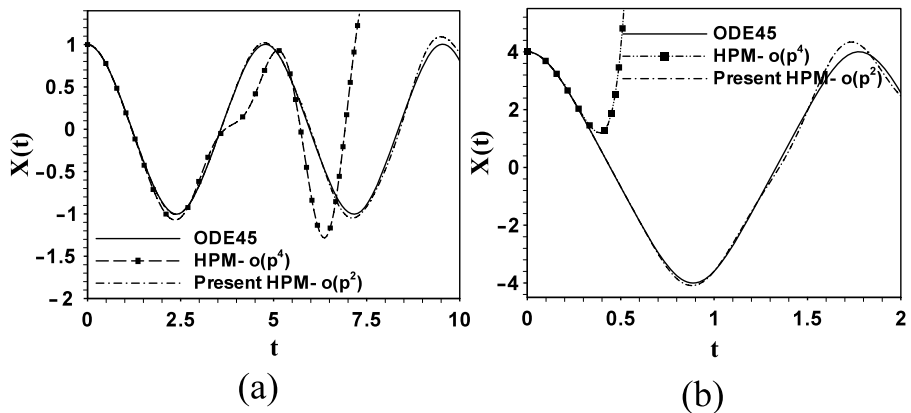 X(t)
1
0.5
0
−0.5
−1
−1.5
−2
0
2.5
5
7.5
10
t
ODE45
HPM- o(p⁴)
Present HPM- o(p²)
(a)
X(t)
4
2
0
−2
−4
0
0.5
1
1.5
2
t
ODE45
HPM- o(p⁴)
Present HPM- o(p²)
(b)